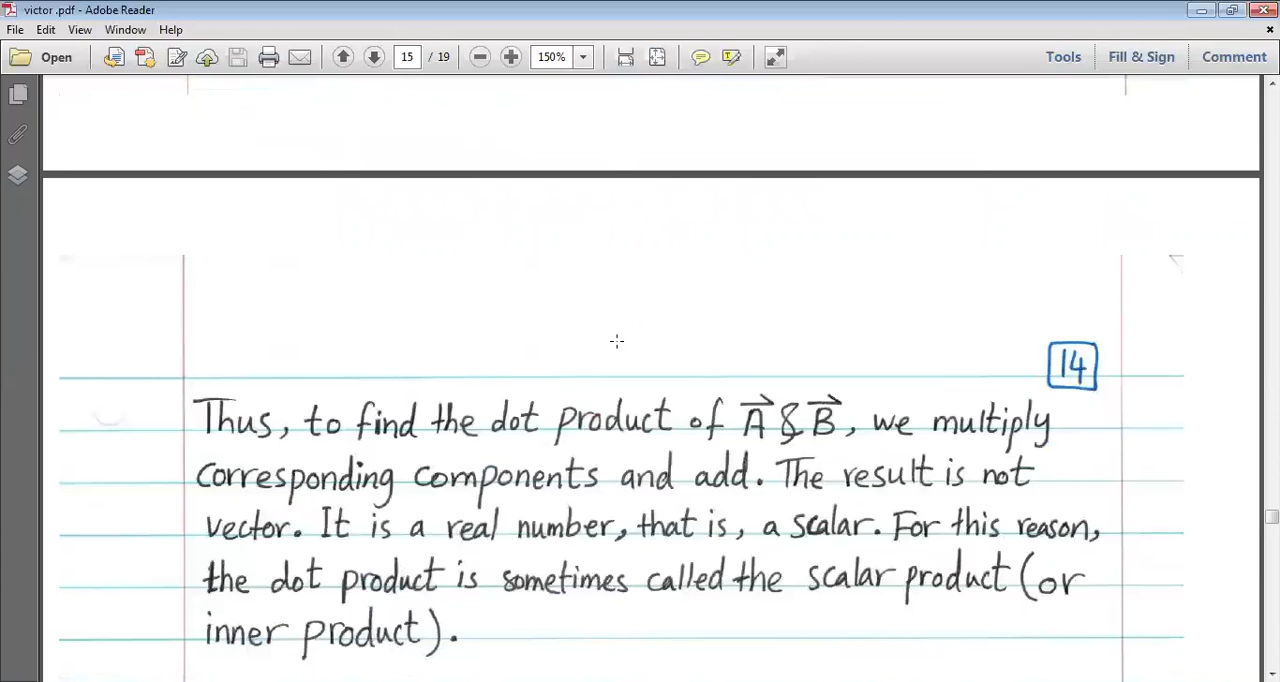 victor .pdf - Adobe Reader
File Edit View Window Help
Open 15 / 19 150% Tools Fill & Sign Comment
14
Thus, to find the dot product of A⃗ & B⃗, we multiply
corresponding components and add. The result is not
vector. It is a real number, that is, a scalar. For this reason,
the dot product is sometimes called the scalar product (or
inner product).